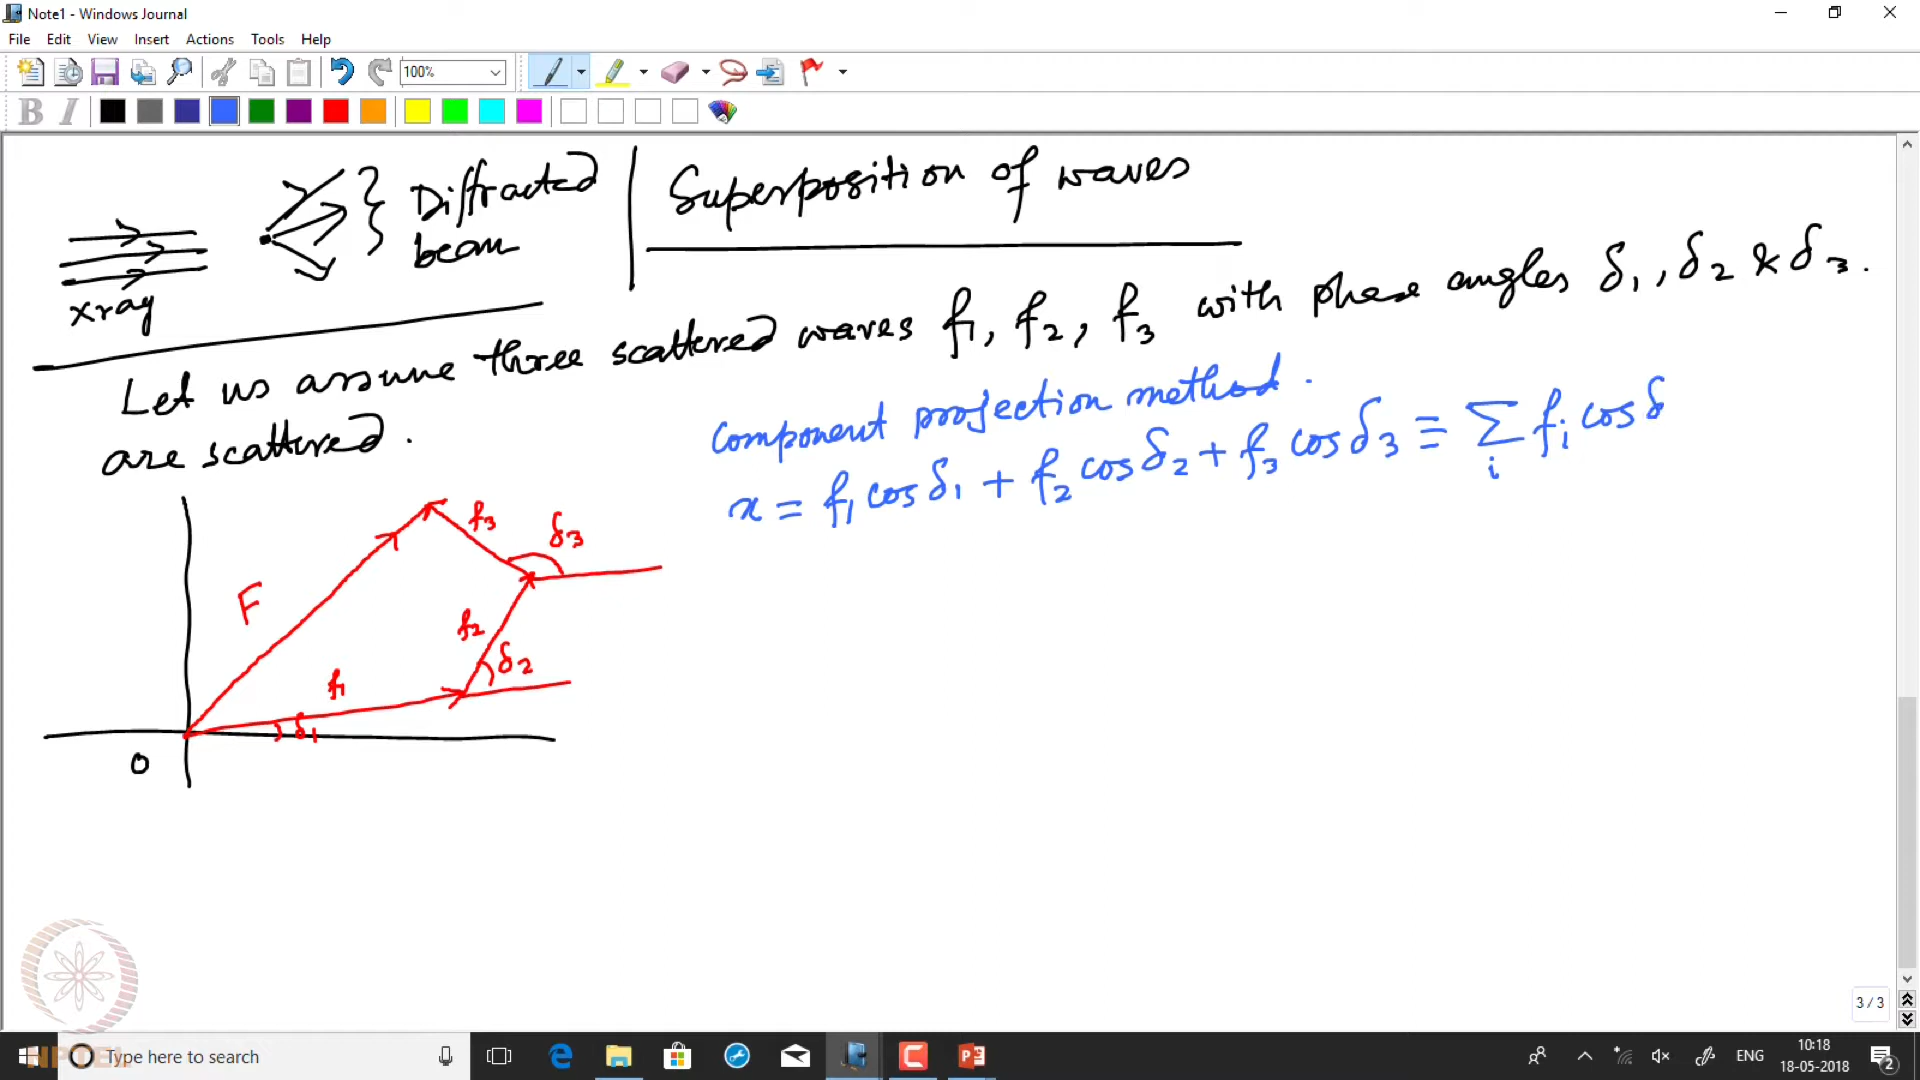 Note1 - Windows Journal
File Edit View Insert Actions Tools Help
100%
B I
Diffracted beam
xray
Superposition of waves
Let us assume three scattered waves f1, f2, f3 with phase angles δ1, δ2 & δ3.
are scattered.
component projection method.
x = f1 cos δ1 + f2 cos δ2 + f3 cos δ3 ≡ ∑i fi cos δ
f3
δ3
F
f2
δ2
f1
δ1
0
3 / 3
NPTEL
Type here to search
ENG
10:18
18-05-2018
2